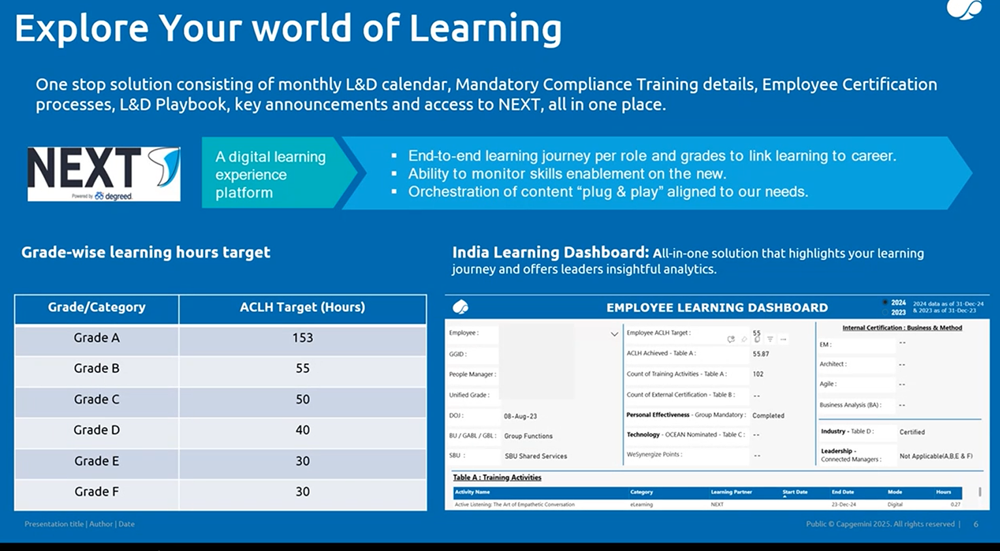 Explore Your world of Learning
One stop solution consisting of monthly L&D calendar, Mandatory Compliance Training details, Employee Certification
processes, L&D Playbook, key announcements and access to NEXT, all in one place.
NEXT
Powered by degreed.
A digital learning
experience
platform
▪ End-to-end learning journey per role and grades to link learning to career.
▪ Ability to monitor skills enablement on the new.
▪ Orchestration of content “plug & play” aligned to our needs.
Grade-wise learning hours target
Grade/Category ACLH Target (Hours)
Grade A 153
Grade B 55
Grade C 50
Grade D 40
Grade E 30
Grade F 30
India Learning Dashboard: All-in-one solution that highlights your learning
journey and offers leaders insightful analytics.
EMPLOYEE LEARNING DASHBOARD
2024
2023
2024 data as of 31-Dec-24
& 2023 as of 31-Dec-23
Employee :
GGID :
People Manager :
Unified Grade :
DOJ : 08-Aug-23
BU / GABL / GBL : Group Functions
SBU : SBU Shared Services
Employee ACLH Target : 55
ACLH Achieved - Table A : 55.87
Count of Training Activities - Table A : 102
Count of External Certification - Table B : --
Personal Effectiveness - Group Mandatory : Completed
Technology - OCEAN Nominated - Table C : --
WeSynergize Points : --
Internal Certification : Business & Method
EM : --
Architect : --
Agile : --
Business Analysis (BA) : --
Industry - Table D : Certified
Leadership -
Connected Managers : Not Applicable(A,B,E & F)
Table A : Training Activities
Activity Name Category Learning Partner Start Date End Date Mode Hours
Active Listening: The Art of Empathetic Conversation eLearning NEXT 23-Dec-24 Digital 0.27
Presentation title | Author | Date
Public © Capgemini 2025. All rights reserved | 6